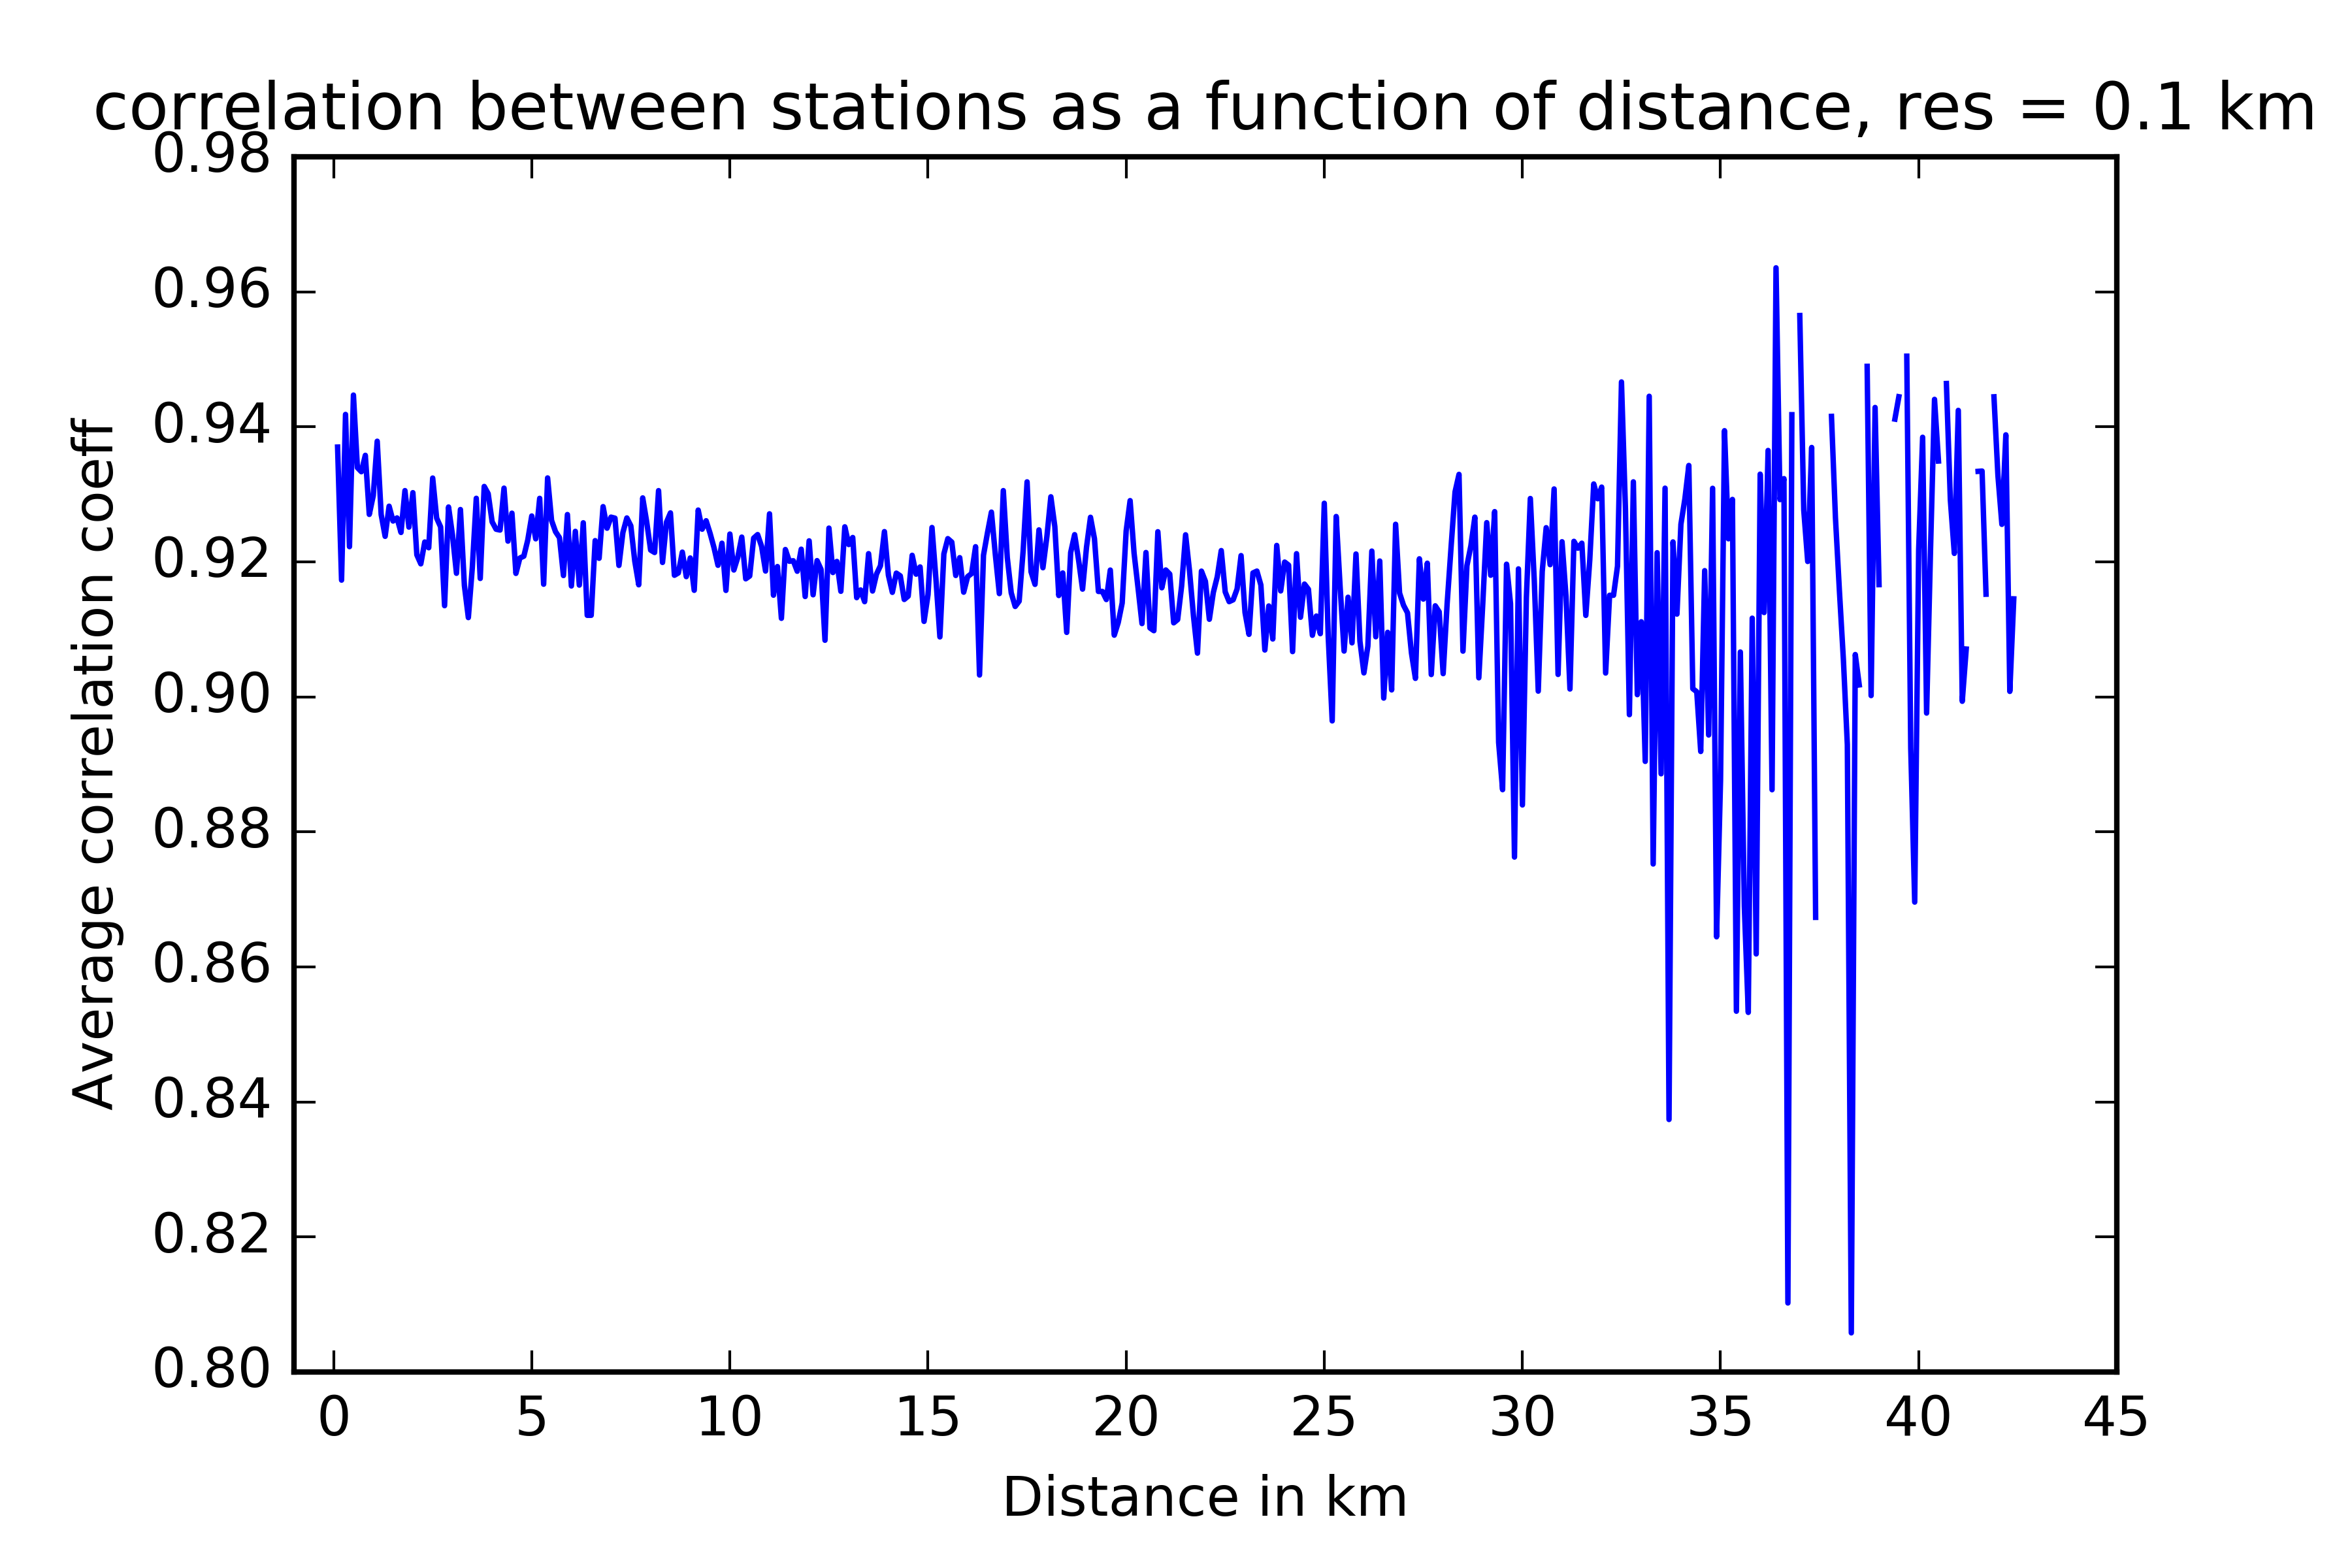 correlation between stations as a function of distance, res = 0.1 km
0.98
0.96
0.94
0.92
0.90
0.88
0.86
0.84
0.82
0.80
Average correlation coeff
0 5 10 15 20 25 30 35 40 45
Distance in km